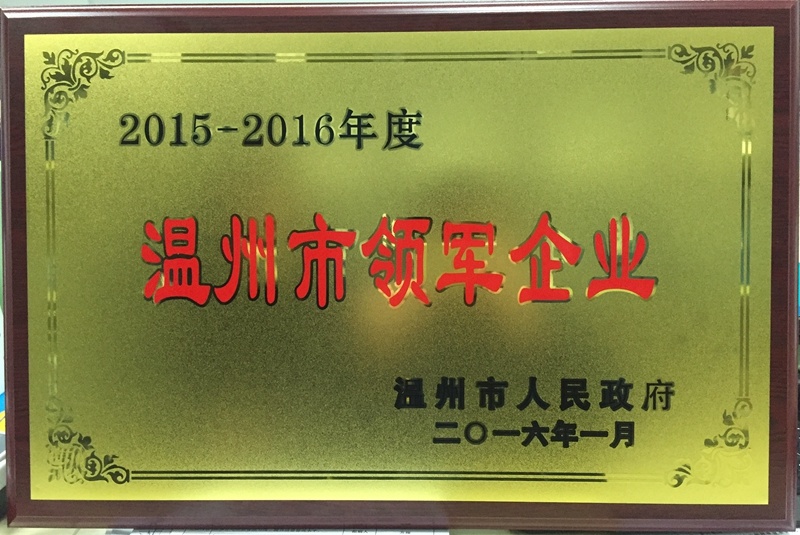 2015-2016年度
温州市领军企业
温州市人民政府
二〇一六年一月